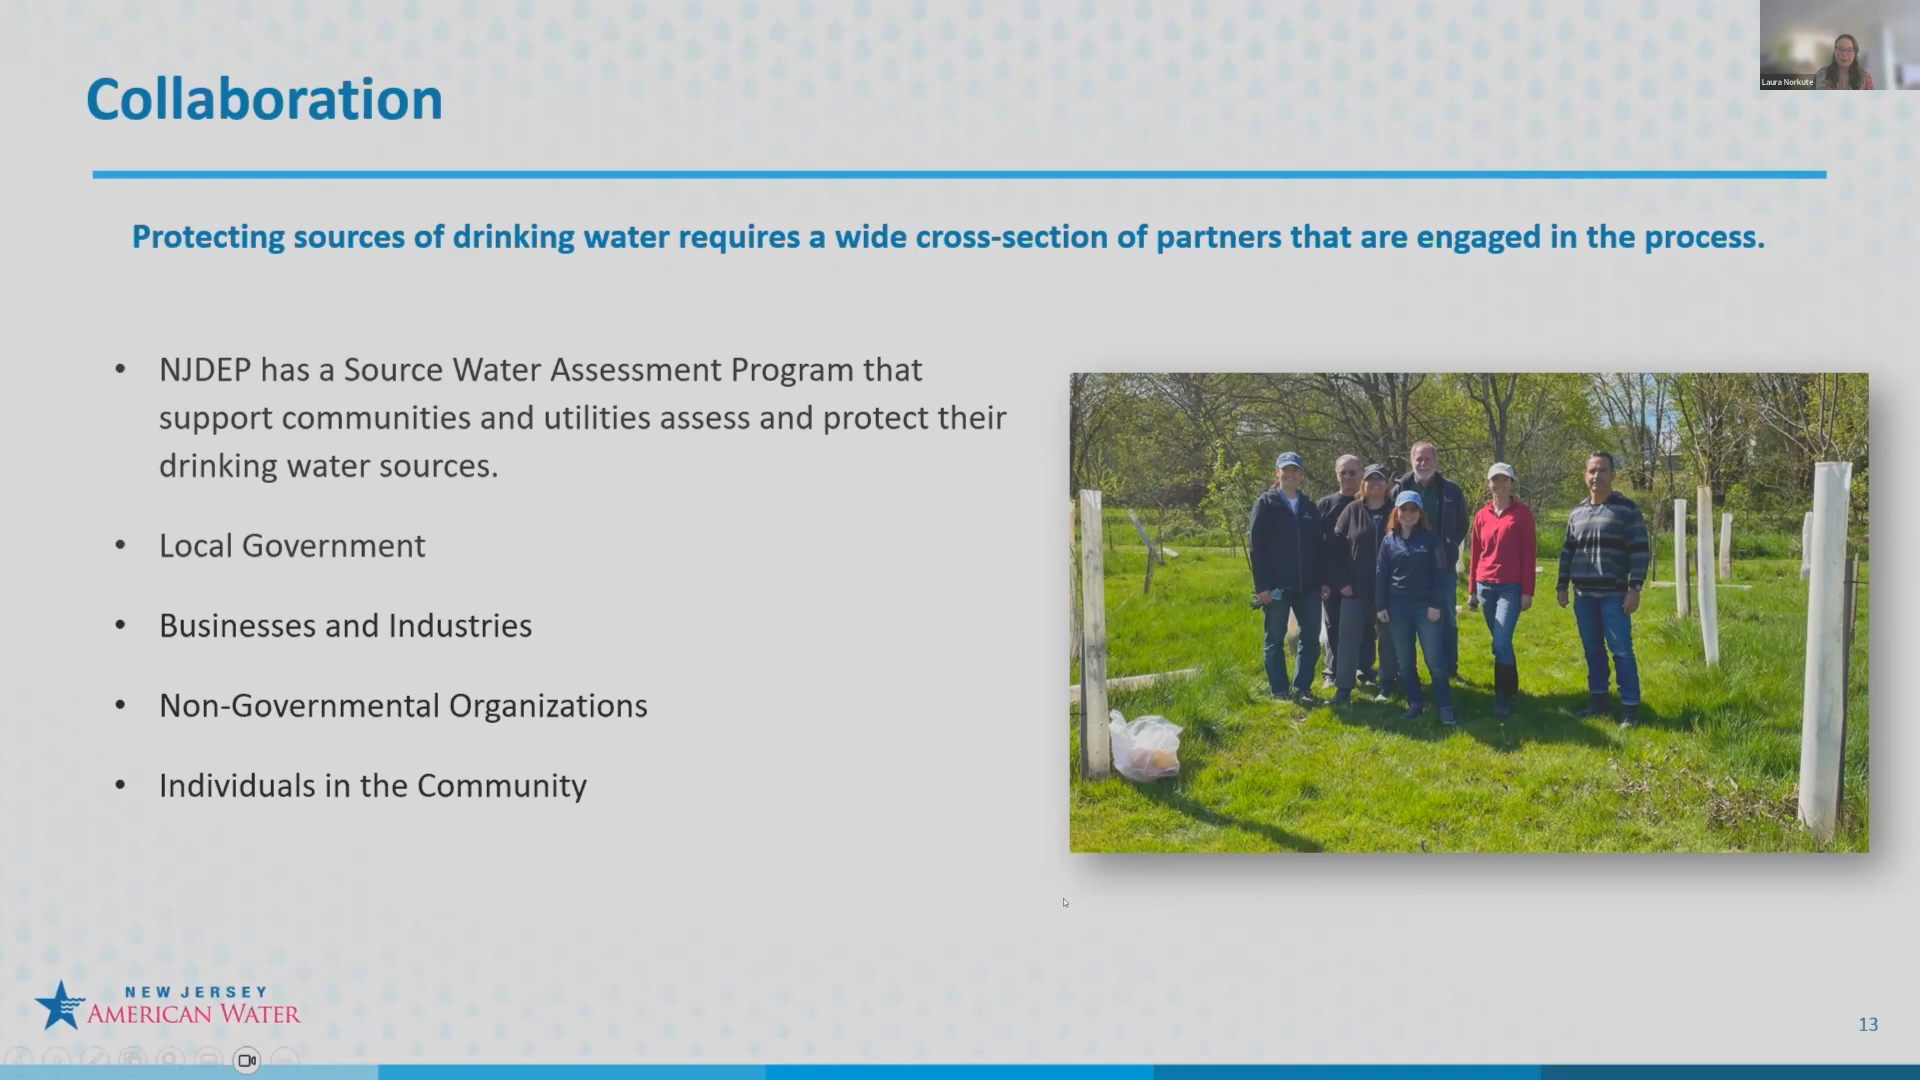 Laura Norkute
Collaboration
Protecting sources of drinking water requires a wide cross-section of partners that are engaged in the process.
• NJDEP has a Source Water Assessment Program that
support communities and utilities assess and protect their
drinking water sources.
• Local Government
• Businesses and Industries
• Non-Governmental Organizations
• Individuals in the Community
NEW JERSEY
AMERICAN WATER
13